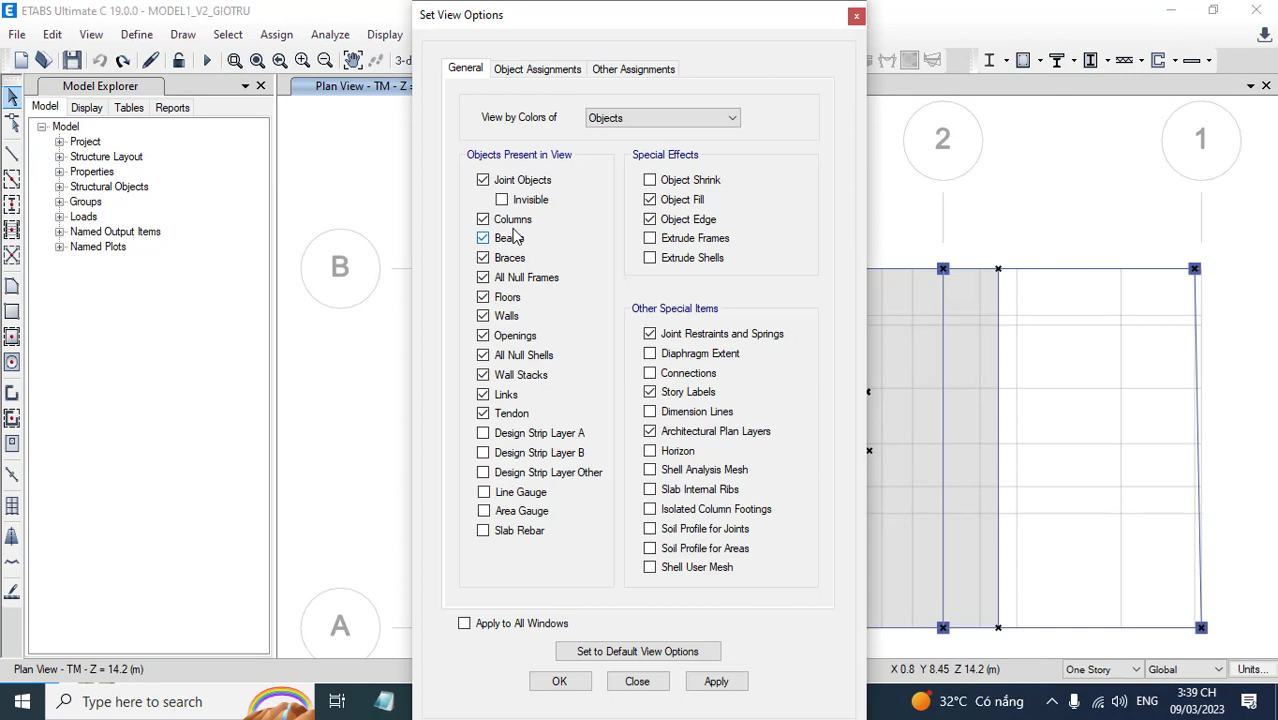 ETABS Ultimate C 19.0.0 - MODEL1_V2_GIOTRU
File Edit View Define Draw Select Assign Analyze Display
3-d
Model Explorer
Model Display Tables Reports
Model
Project
Structure Layout
Properties
Structural Objects
Groups
Loads
Named Output Items
Named Plots
Plan View - TM - Z =
B
A
2
1
Set View Options
General Object Assignments Other Assignments
View by Colors of Objects
Objects Present in View
Joint Objects
Invisible
Columns
Braces
All Null Frames
Floors
Walls
Openings
All Null Shells
Wall Stacks
Links
Tendon
Design Strip Layer A
Design Strip Layer B
Design Strip Layer Other
Line Gauge
Area Gauge
Slab Rebar
Special Effects
Object Shrink
Object Fill
Object Edge
Extrude Frames
Extrude Shells
Other Special Items
Joint Restraints and Springs
Diaphragm Extent
Connections
Story Labels
Dimension Lines
Architectural Plan Layers
Horizon
Shell Analysis Mesh
Slab Internal Ribs
Isolated Column Footings
Soil Profile for Joints
Soil Profile for Areas
Shell User Mesh
Apply to All Windows
Set to Default View Options
OK Close Apply
Plan View - TM - Z = 14.2 (m)
X 0.8 Y 8.45 Z 14.2 (m)
One Story Global Units...
Type here to search
32°C Có nắng
ENG
3:39 CH
09/03/2023